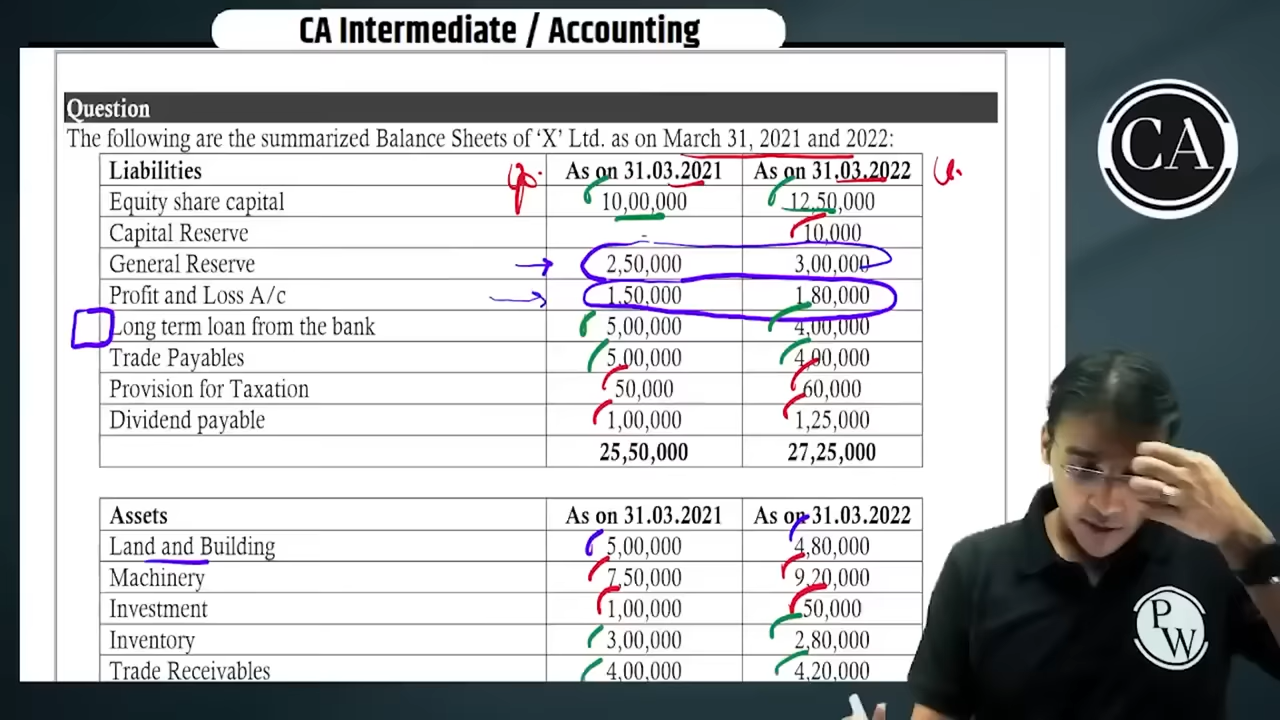 CA Intermediate / Accounting
CA
Question
The following are the summarized Balance Sheets of 'X' Ltd. as on March 31, 2021 and 2022:
Liabilities As on 31.03.2021 As on 31.03.2022
Equity share capital 10,00,000 12,50,000
Capital Reserve - 10,000
General Reserve 2,50,000 3,00,000
Profit and Loss A/c 1,50,000 1,80,000
Long term loan from the bank 5,00,000 4,00,000
Trade Payables 5,00,000 4,00,000
Provision for Taxation 50,000 60,000
Dividend payable 1,00,000 1,25,000
25,50,000 27,25,000
Assets As on 31.03.2021 As on 31.03.2022
Land and Building 5,00,000 4,80,000
Machinery 7,50,000 9,20,000
Investment 1,00,000 50,000
Inventory 3,00,000 2,80,000
Trade Receivables 4,00,000 4,20,000
PW